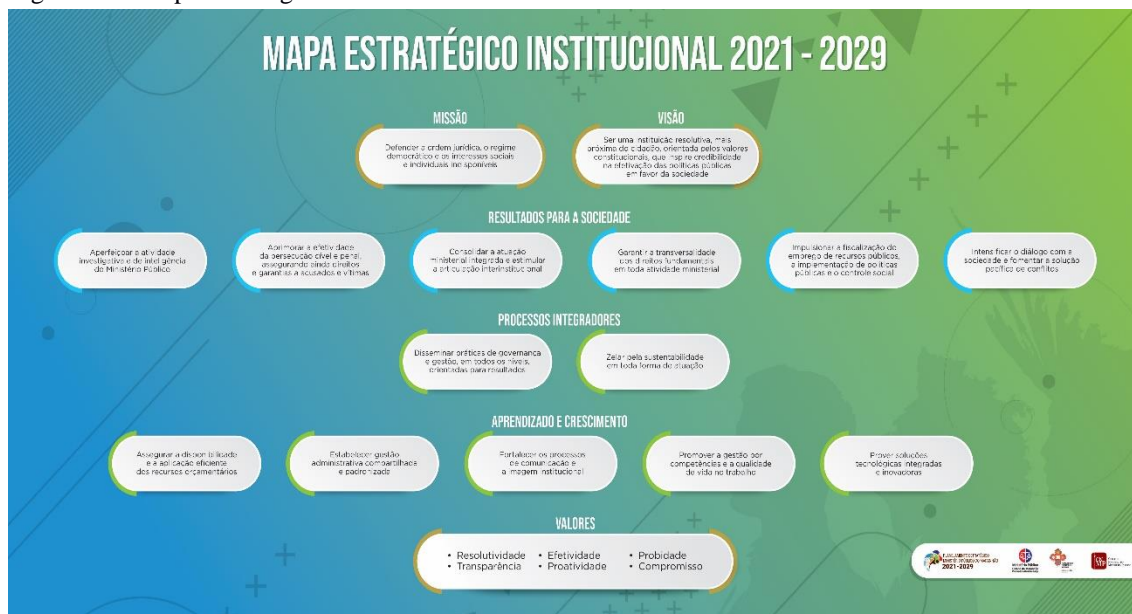 MAPA ESTRATÉGICO INSTITUCIONAL 2021 - 2029
MISSÃO
Defender a ordem jurídica, o regime
democrático e os interesses sociais
e individuais indisponíveis
VISÃO
Ser uma instituição resolutiva, mais
próxima do cidadão, orientada pelos valores
constitucionais, que inspire credibilidade
na efetivação das políticas públicas
em favor da sociedade
RESULTADOS PARA A SOCIEDADE
Aperfeiçoar a atividade
investigativa e de inteligência
do Ministério Público
Aprimorar a efetividade
da persecução cível e penal,
assegurando ainda direitos
e garantias a acusados e vítimas
Consolidar a atuação
ministerial integrada e estimular
a articulação interinstitucional
Garantir a transversalidade
dos direitos fundamentais
em toda atividade ministerial
Impulsionar a fiscalização do
emprego de recursos públicos,
a implementação de políticas
públicas e o controle social
Intensificar o diálogo com a
sociedade e fomentar a solução
pacífica de conflitos
PROCESSOS INTEGRADORES
Disseminar práticas de governança
e gestão, em todos os níveis,
orientadas para resultados
Zelar pela sustentabilidade
em toda forma de atuação
APRENDIZADO E CRESCIMENTO
Assegurar a disponibilidade
e a aplicação eficiente
dos recursos orçamentários
Estabelecer gestão
administrativa compartilhada
e padronizada
Fortalecer os processos
de comunicação e
a imagem institucional
Promover a gestão por
competências e a qualidade
de vida no trabalho
Prover soluções
tecnológicas integradas
e inovadoras
VALORES
• Resolutividade • Efetividade • Probidade
• Transparência • Proatividade • Compromisso
2021-2029